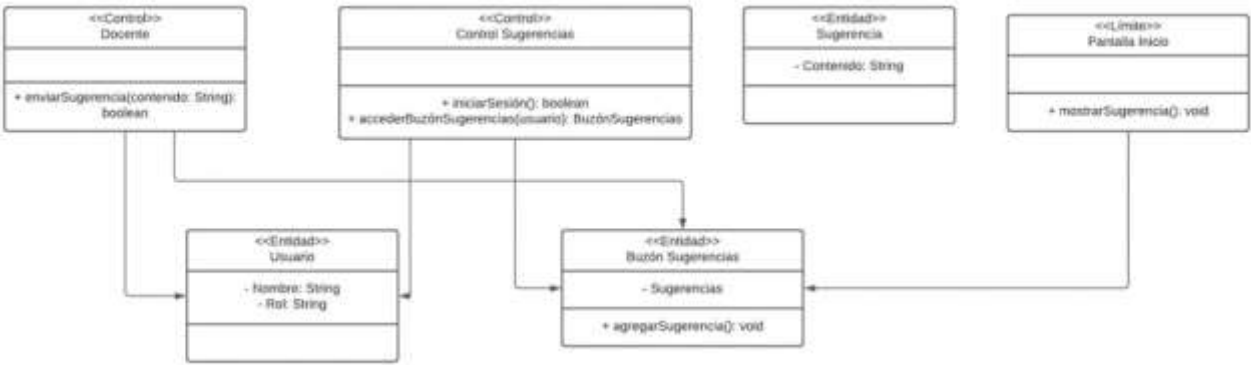 <<Control>>
Docente
+ enviarSugerencia(contenido: String):
boolean
<<Control>>
Control Sugerencias
+ iniciarSesión(): boolean
+ accederBuzónSugerencias(usuario): BuzónSugerencias
<<Entidad>>
Sugerencia
- Contenido: String
<<Límite>>
Pantalla Inicio
+ mostrarSugerencia(): void
<<Entidad>>
Usuario
- Nombre: String
- Rol: String
<<Entidad>>
Buzón Sugerencias
- Sugerencias
+ agregarSugerencia(): void